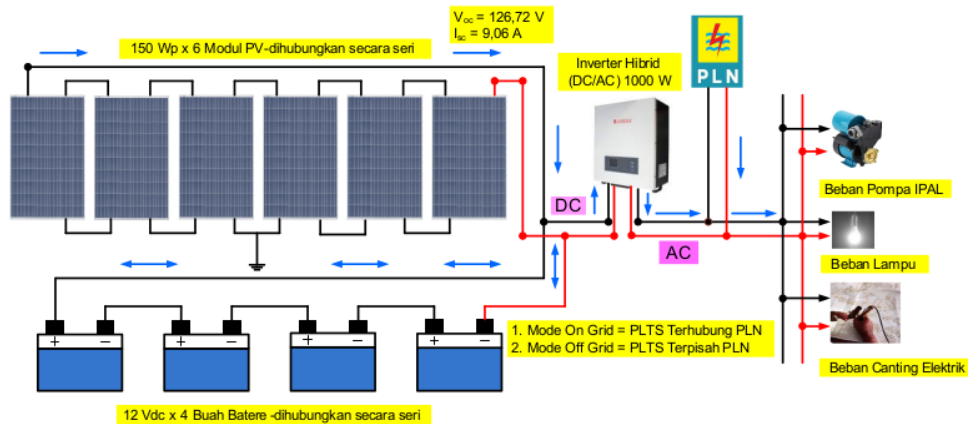 V_oc = 126,72 V
I_sc = 9,06 A
150 Wp x 6 Modul PV-dihubungkan secara seri
Inverter Hibrid
(DC/AC) 1000 W
PLN
Beban Pompa IPAL
DC
AC
Beban Lampu
1. Mode On Grid = PLTS Terhubung PLN
2. Mode Off Grid = PLTS Terpisah PLN
+ − + − + − + −
Beban Canting Elektrik
12 Vdc x 4 Buah Batere -dihubungkan secara seri